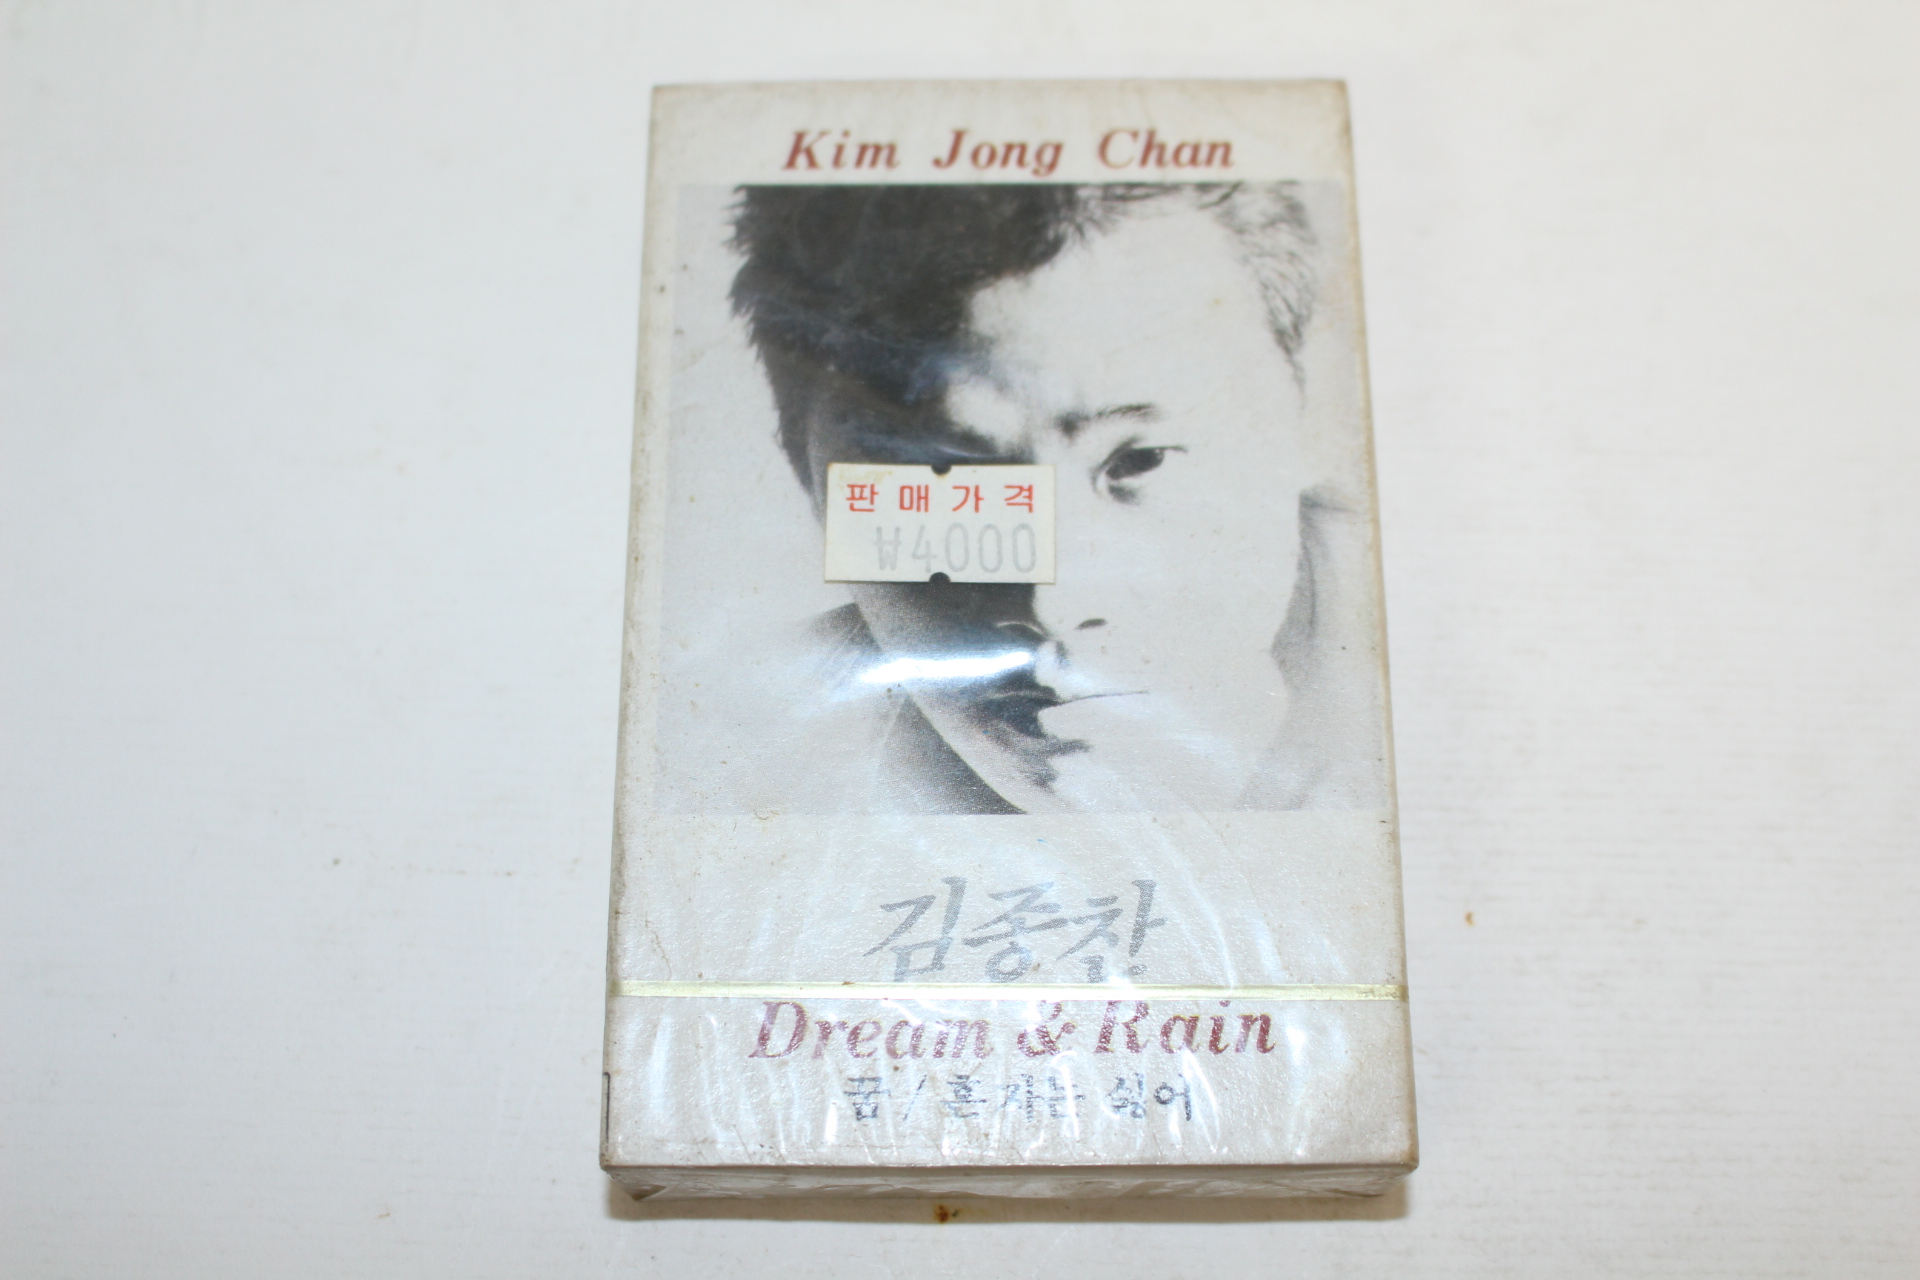 Kim Jong Chan
판매가격
₩4000
김종찬
Dream & Rain
꿈 / 혼자는 싫어